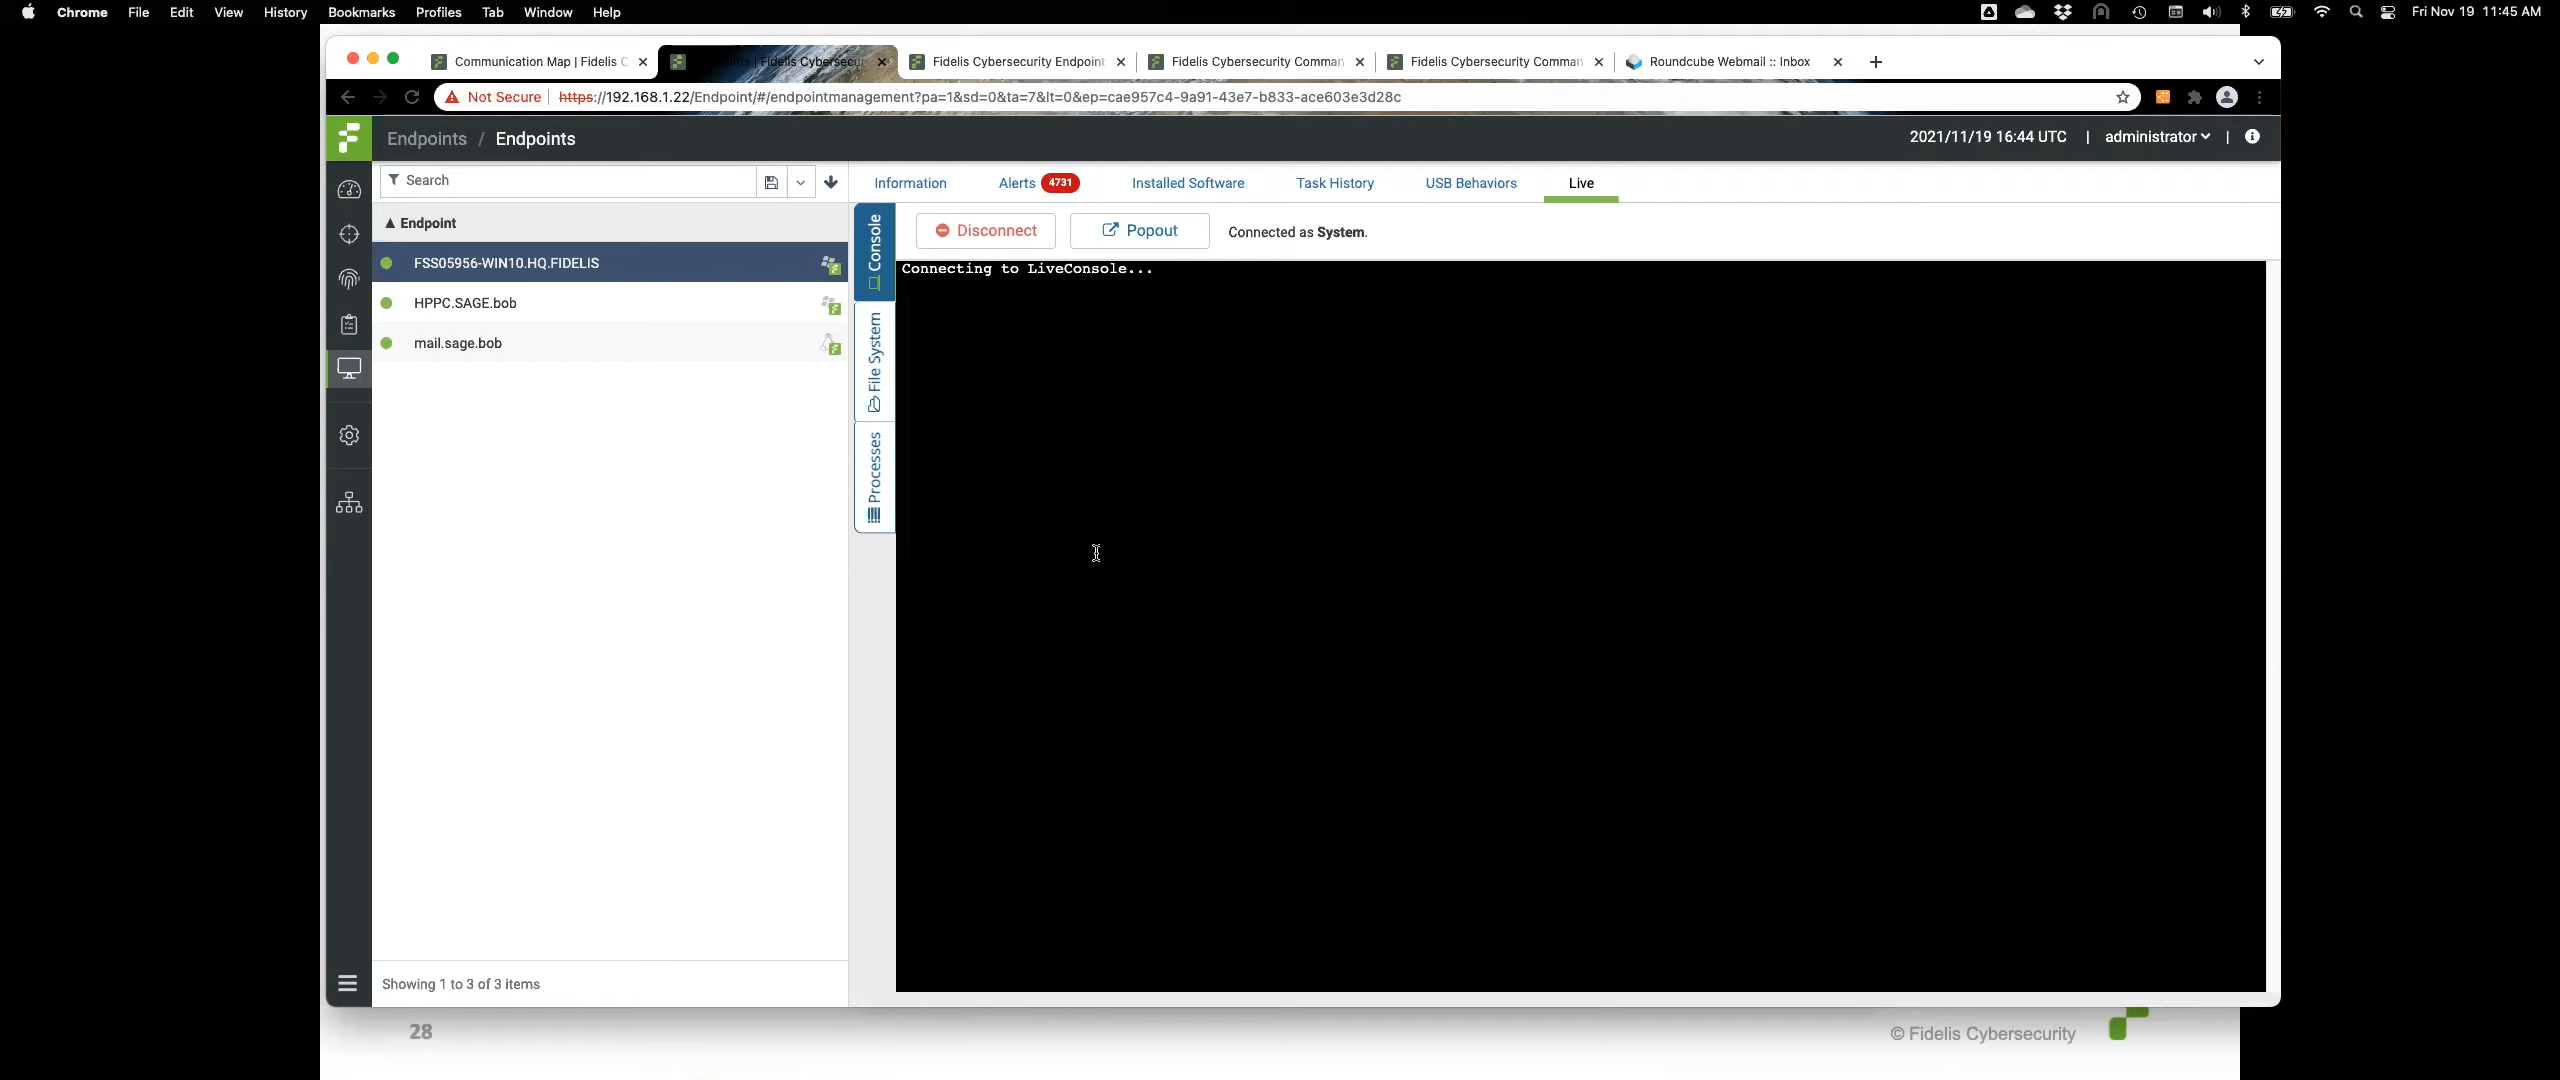 Chrome File Edit View History Bookmarks Profiles Tab Window Help
Fri Nov 19 11:45 AM
Communication Map | Fidelis C
nts | Fidelis Cybersecu
Fidelis Cybersecurity Endpoint
Fidelis Cybersecurity Comman
Fidelis Cybersecurity Comman
Roundcube Webmail :: Inbox
Not Secure
https://192.168.1.22/Endpoint/#/endpointmanagement?pa=1&sd=0&ta=7&lt=0&ep=cae957c4-9a91-43e7-b833-ace603e3d28c
Endpoints / Endpoints
2021/11/19 16:44 UTC | administrator |
Search
Information Alerts 4731 Installed Software Task History USB Behaviors Live
▲ Endpoint
Console
Disconnect Popout Connected as System.
FSS05956-WIN10.HQ.FIDELIS
Connecting to LiveConsole...
HPPC.SAGE.bob
mail.sage.bob
File System
Processes
Showing 1 to 3 of 3 items
28
© Fidelis Cybersecurity